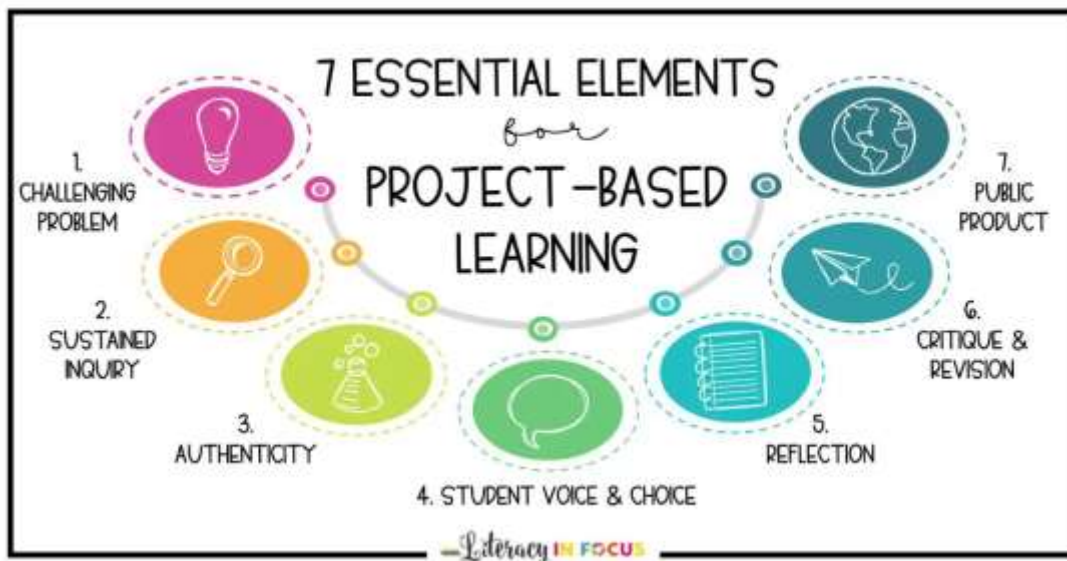 7 ESSENTIAL ELEMENTS
for
PROJECT-BASED
LEARNING
1.
CHALLENGING
PROBLEM
2.
SUSTAINED
INQUIRY
3.
AUTHENTICITY
4. STUDENT VOICE & CHOICE
5.
REFLECTION
6.
CRITIQUE &
REVISION
7.
PUBLIC
PRODUCT
Literacy IN FOCUS